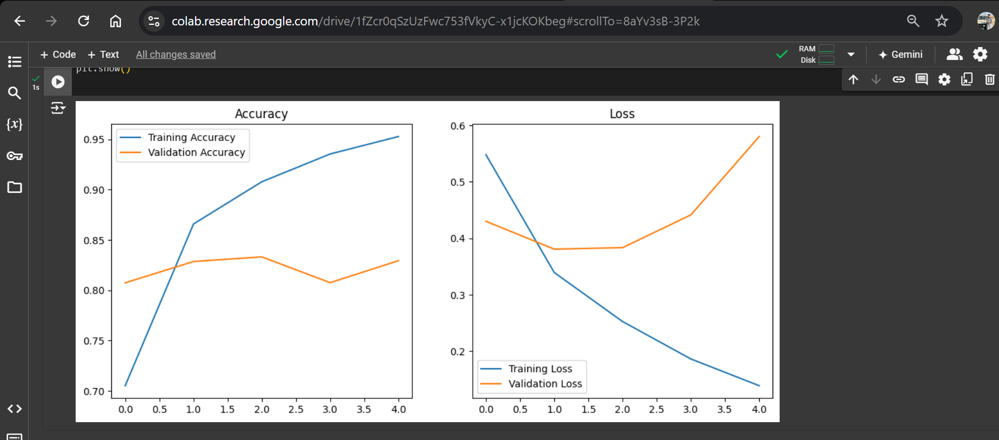 colab.research.google.com/drive/1fZcr0qSzUzFwc753fVkyC-x1jcKOKbeg#scrollTo=8aYv3sB-3P2k
+ Code + Text All changes saved
RAM
Disk
Gemini
plt.show()
1s
{x}
Accuracy
Training Accuracy
Validation Accuracy
0.95
0.90
0.85
0.80
0.75
0.70
0.0 0.5 1.0 1.5 2.0 2.5 3.0 3.5 4.0
Loss
0.6
0.5
0.4
0.3
0.2
Training Loss
Validation Loss
0.0 0.5 1.0 1.5 2.0 2.5 3.0 3.5 4.0